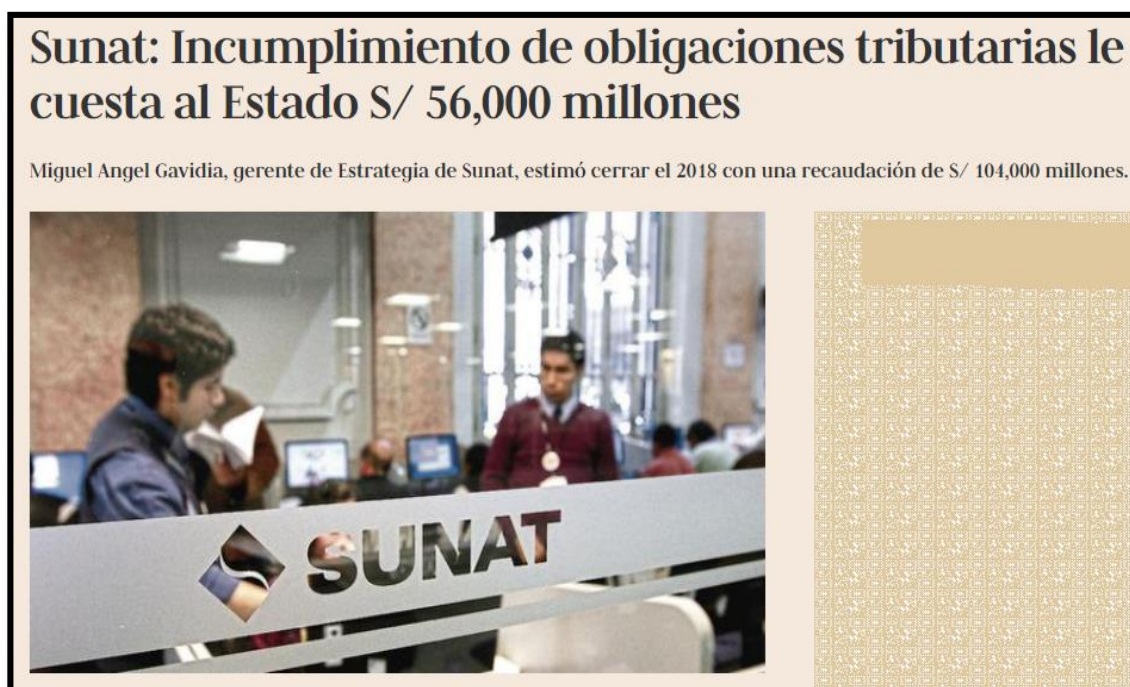 Sunat: Incumplimiento de obligaciones tributarias le
cuesta al Estado S/ 56,000 millones
Miguel Angel Gavidia, gerente de Estrategia de Sunat, estimó cerrar el 2018 con una recaudación de S/ 104,000 millones.
SUNAT